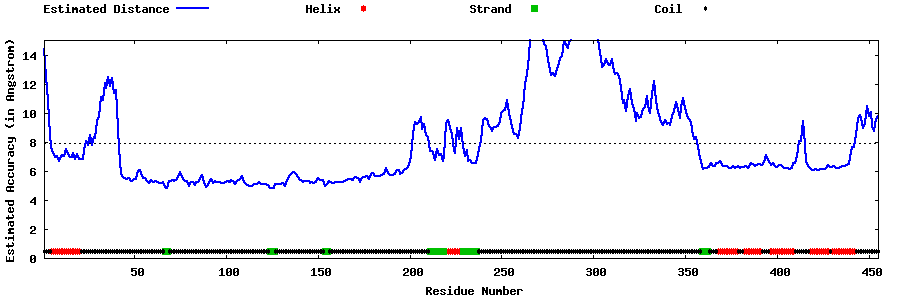 Estimated Distance Helix Strand Coil
Estimated Accuracy (in Angstrom)
14
12
10
8
6
4
2
0
50 100 150 200 250 300 350 400 450
Residue Number